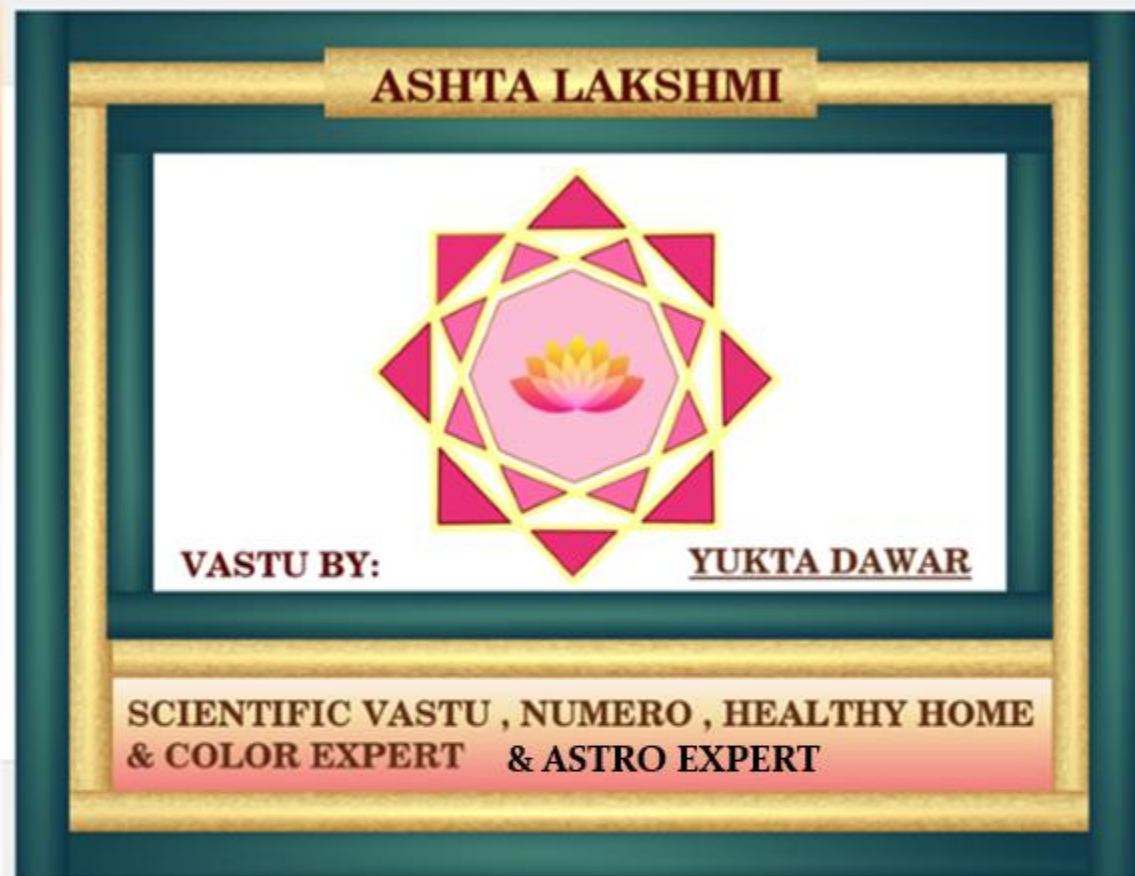 ASHTA LAKSHMI
VASTU BY: YUKTA DAWAR
SCIENTIFIC VASTU , NUMERO , HEALTHY HOME
& COLOR EXPERT & ASTRO EXPERT